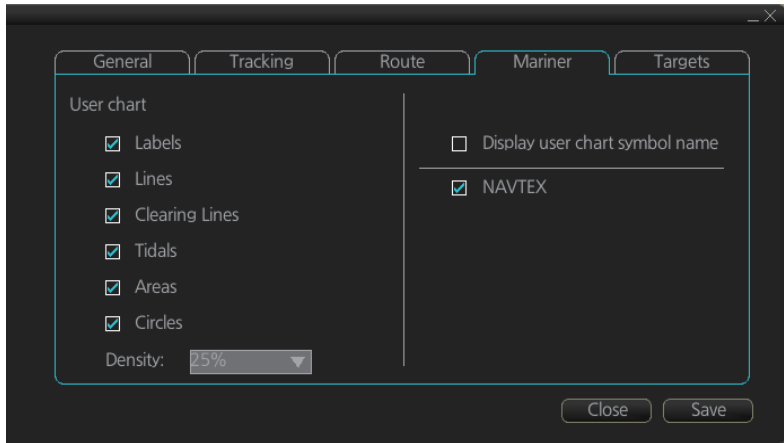 General Tracking Route Mariner Targets
User chart
Labels
Lines
Clearing Lines
Tidals
Areas
Circles
Density: 25%
Display user chart symbol name
NAVTEX
Close Save